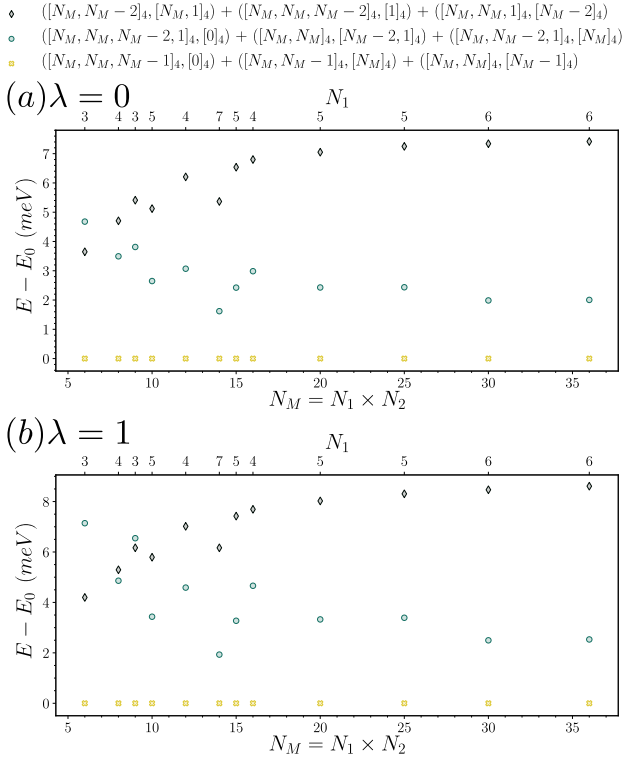 ([N_M, N_M − 2]_4, [N_M, 1]_4) + ([N_M, N_M, N_M − 2]_4, [1]_4) + ([N_M, N_M, 1]_4, [N_M − 2]_4)
([N_M, N_M, N_M − 2, 1]_4, [0]_4) + ([N_M, N_M]_4, [N_M − 2, 1]_4) + ([N_M, N_M − 2, 1]_4, [N_M]_4)
([N_M, N_M, N_M − 1]_4, [0]_4) + ([N_M, N_M − 1]_4, [N_M]_4) + ([N_M, N_M]_4, [N_M − 1]_4)
(a) λ = 0
N_1
3 4 3 5 4 7 5 4 5 5 6 6
E − E_0 (meV)
7
6
5
4
3
2
1
0
5 10 15 20 25 30 35
N_M = N_1 × N_2
(b) λ = 1
N_1
3 4 3 5 4 7 5 4 5 5 6 6
E − E_0 (meV)
8
6
4
2
0
5 10 15 20 25 30 35
N_M = N_1 × N_2